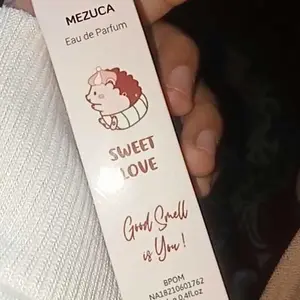 MEZUCA
Eau de Parfum
SWEET
LOVE
Good Smell
is You!
BPOM
NA18210601762
0.4fl.oz